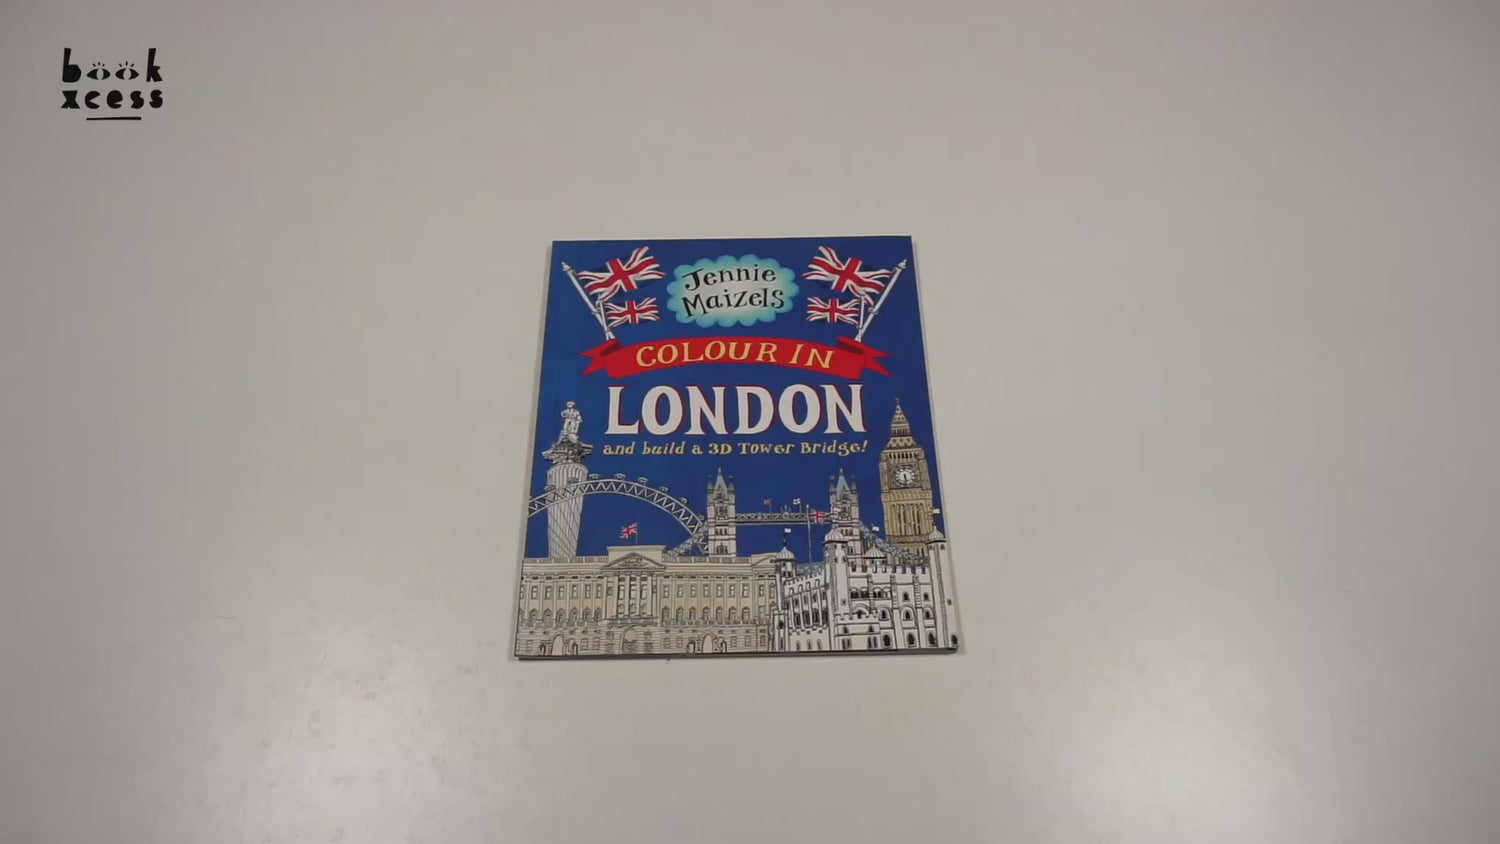 book
xcess
Jennie
Maizels
COLOUR IN
LONDON
and build a 3D Tower Bridge!